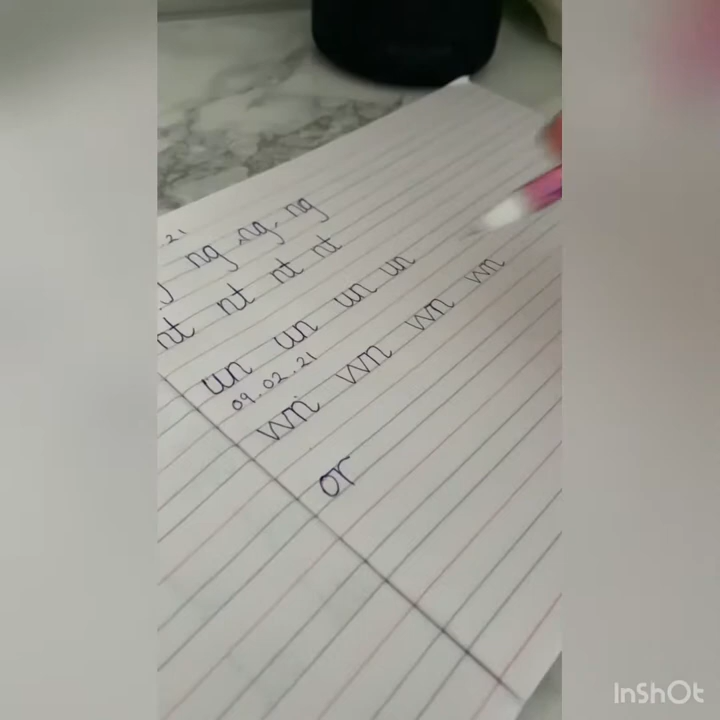 .21
ng ng, ng
nt nt nt nt
un un un un
09.02.21
wn wn wn wn
or
InShOt